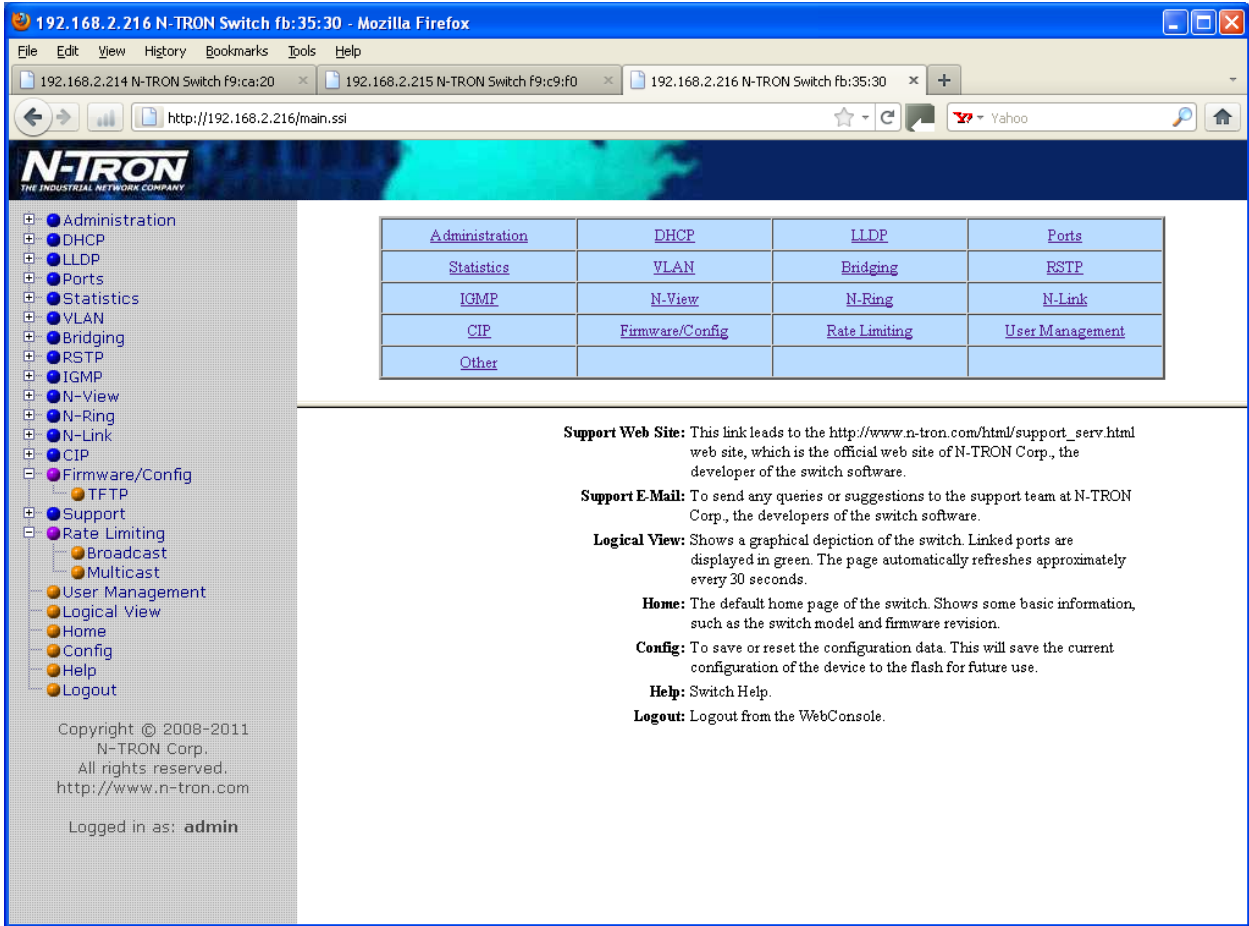 192.168.2.216 N-TRON Switch fb:35:30 - Mozilla Firefox
File Edit View History Bookmarks Tools Help
192.168.2.214 N-TRON Switch f9:ca:20 × 192.168.2.215 N-TRON Switch f9:c9:f0 × 192.168.2.216 N-TRON Switch fb:35:30 × +
http://192.168.2.216/main.ssi Yahoo
N-TRON
THE INDUSTRIAL NETWORK COMPANY
Administration
DHCP
LLDP
Ports
Statistics
VLAN
Bridging
RSTP
IGMP
N-View
N-Ring
N-Link
CIP
Firmware/Config
TFTP
Support
Rate Limiting
Broadcast
Multicast
User Management
Logical View
Home
Config
Help
Logout
Copyright © 2008-2011
N-TRON Corp.
All rights reserved.
http://www.n-tron.com
Logged in as: admin
Administration DHCP LLDP Ports
Statistics VLAN Bridging RSTP
IGMP N-View N-Ring N-Link
CIP Firmware/Config Rate Limiting User Management
Other
Support Web Site: This link leads to the http://www.n-tron.com/html/support_serv.html
web site, which is the official web site of N-TRON Corp., the
developer of the switch software.
Support E-Mail: To send any queries or suggestions to the support team at N-TRON
Corp., the developers of the switch software.
Logical View: Shows a graphical depiction of the switch. Linked ports are
displayed in green. The page automatically refreshes approximately
every 30 seconds.
Home: The default home page of the switch. Shows some basic information,
such as the switch model and firmware revision.
Config: To save or reset the configuration data. This will save the current
configuration of the device to the flash for future use.
Help: Switch Help.
Logout: Logout from the WebConsole.